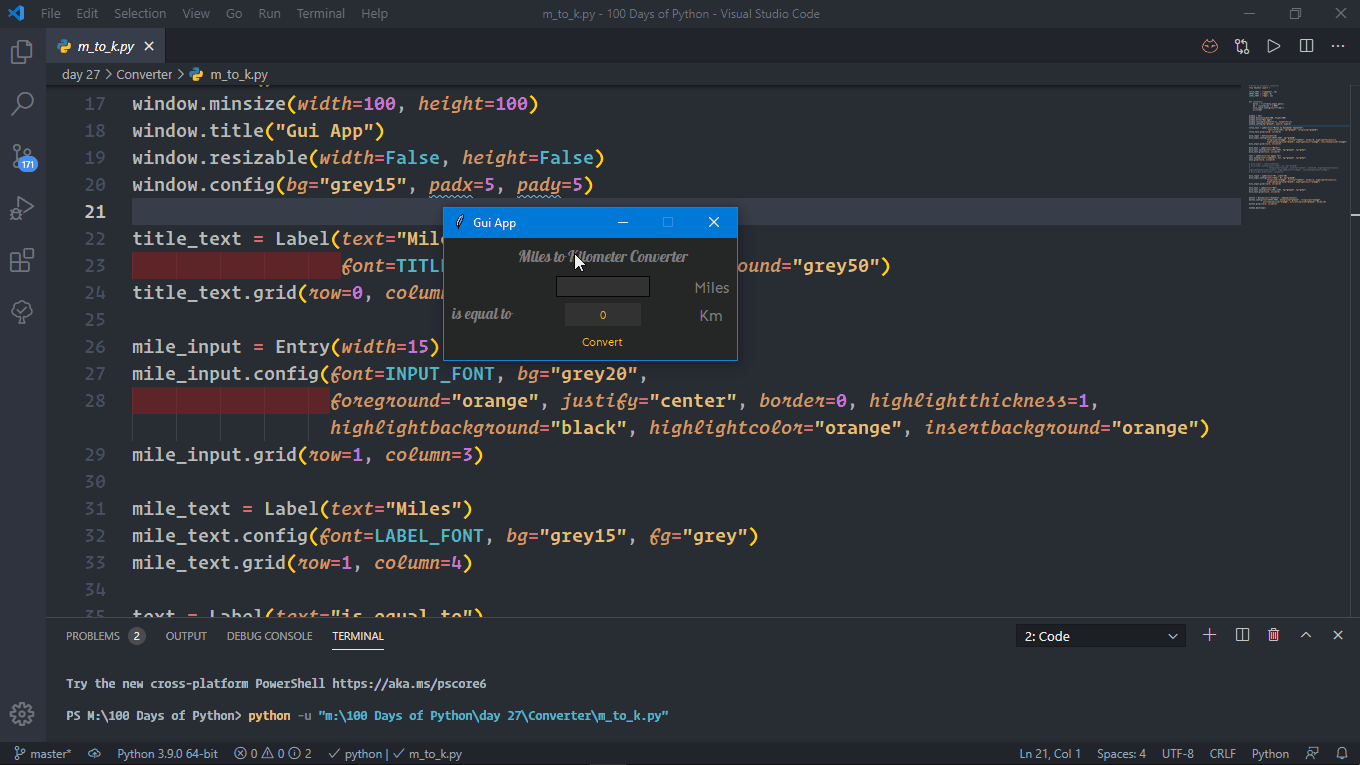 File Edit Selection View Go Run Terminal Help m_to_k.py - 100 Days of Python - Visual Studio Code
m_to_k.py
day 27 > Converter > m_to_k.py
17 window.minsize(width=100, height=100)
18 window.title("Gui App")
19 window.resizable(width=False, height=False)
20 window.config(bg="grey15", padx=5, pady=5)
21
22 title_text = Label(text="Mil
23 font=TITL ound="grey50")
24 title_text.grid(row=0, colum
25
26 mile_input = Entry(width=15)
27 mile_input.config(font=INPUT_FONT, bg="grey20",
28 foreground="orange", justify="center", border=0, highlightthickness=1,
highlightbackground="black", highlightcolor="orange", insertbackground="orange")
29 mile_input.grid(row=1, column=3)
30
31 mile_text = Label(text="Miles")
32 mile_text.config(font=LABEL_FONT, bg="grey15", fg="grey")
33 mile_text.grid(row=1, column=4)
34
35 text = Label(text="is equal to")
Gui App
Miles to Kilometer Converter
Miles
is equal to 0 Km
Convert
171
PROBLEMS 2 OUTPUT DEBUG CONSOLE TERMINAL 2: Code
Try the new cross-platform PowerShell https://aka.ms/pscore6
PS M:\100 Days of Python> python -u "m:\100 Days of Python\day 27\Converter\m_to_k.py"
master* Python 3.9.0 64-bit 0 0 2 python | m_to_k.py Ln 21, Col 1 Spaces: 4 UTF-8 CRLF Python